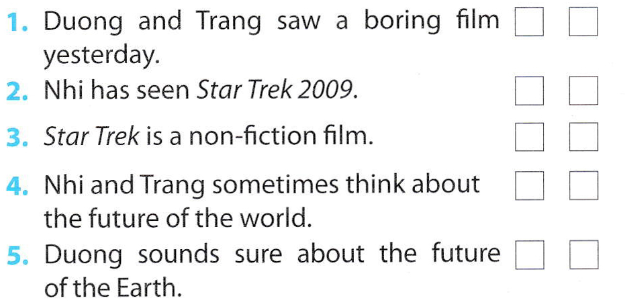 1. Duong and Trang saw a boring film
yesterday.
2. Nhi has seen Star Trek 2009.
3. Star Trek is a non-fiction film.
4. Nhi and Trang sometimes think about
the future of the world.
5. Duong sounds sure about the future
of the Earth.